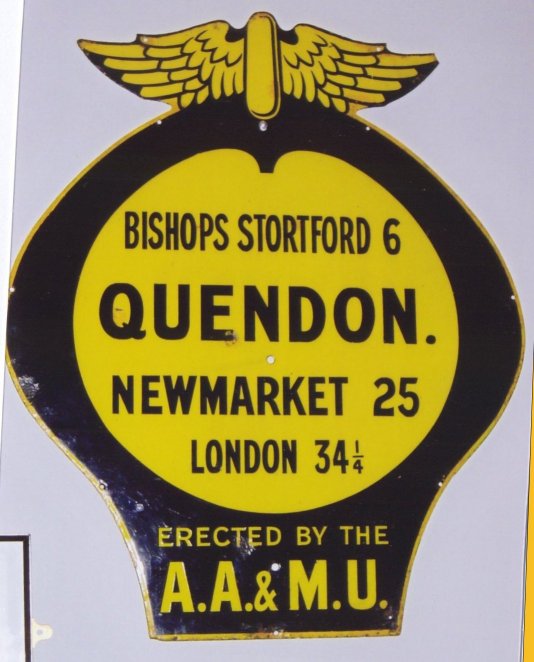 BISHOPS STORTFORD 6
QUENDON.
NEWMARKET 25
LONDON 34¼
ERECTED BY THE
A.A.& M.U.